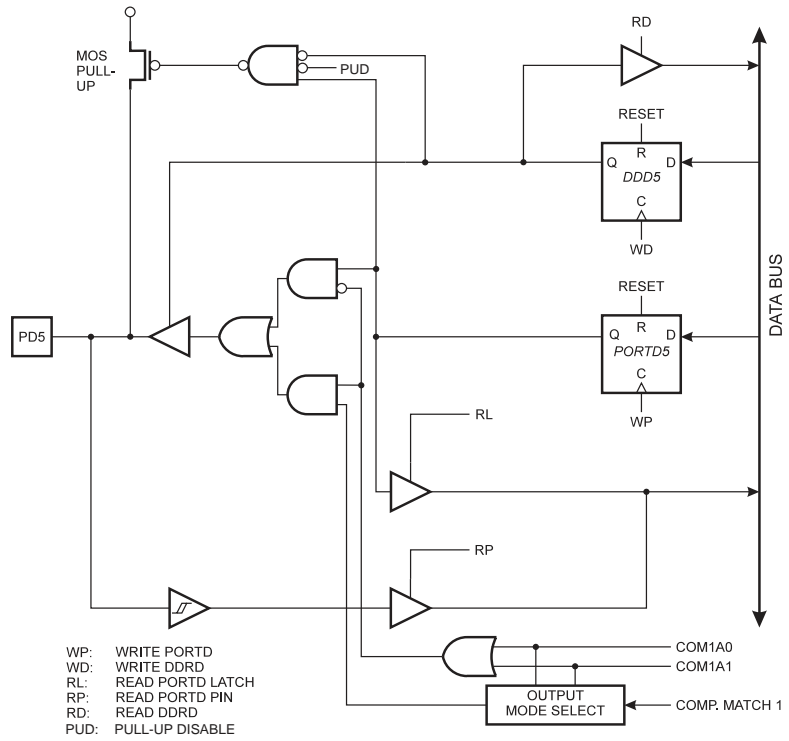 RD
MOS
PULL-
UP
PUD
RESET
R
Q
D
DDD5
C
WD
DATA BUS
RESET
R
PD5
Q
D
PORTD5
C
WP
RL
RP
WP: WRITE PORTD
WD: WRITE DDRD
RL: READ PORTD LATCH
RP: READ PORTD PIN
RD: READ DDRD
PUD: PULL-UP DISABLE
COM1A0
COM1A1
OUTPUT
MODE SELECT
COMP. MATCH 1